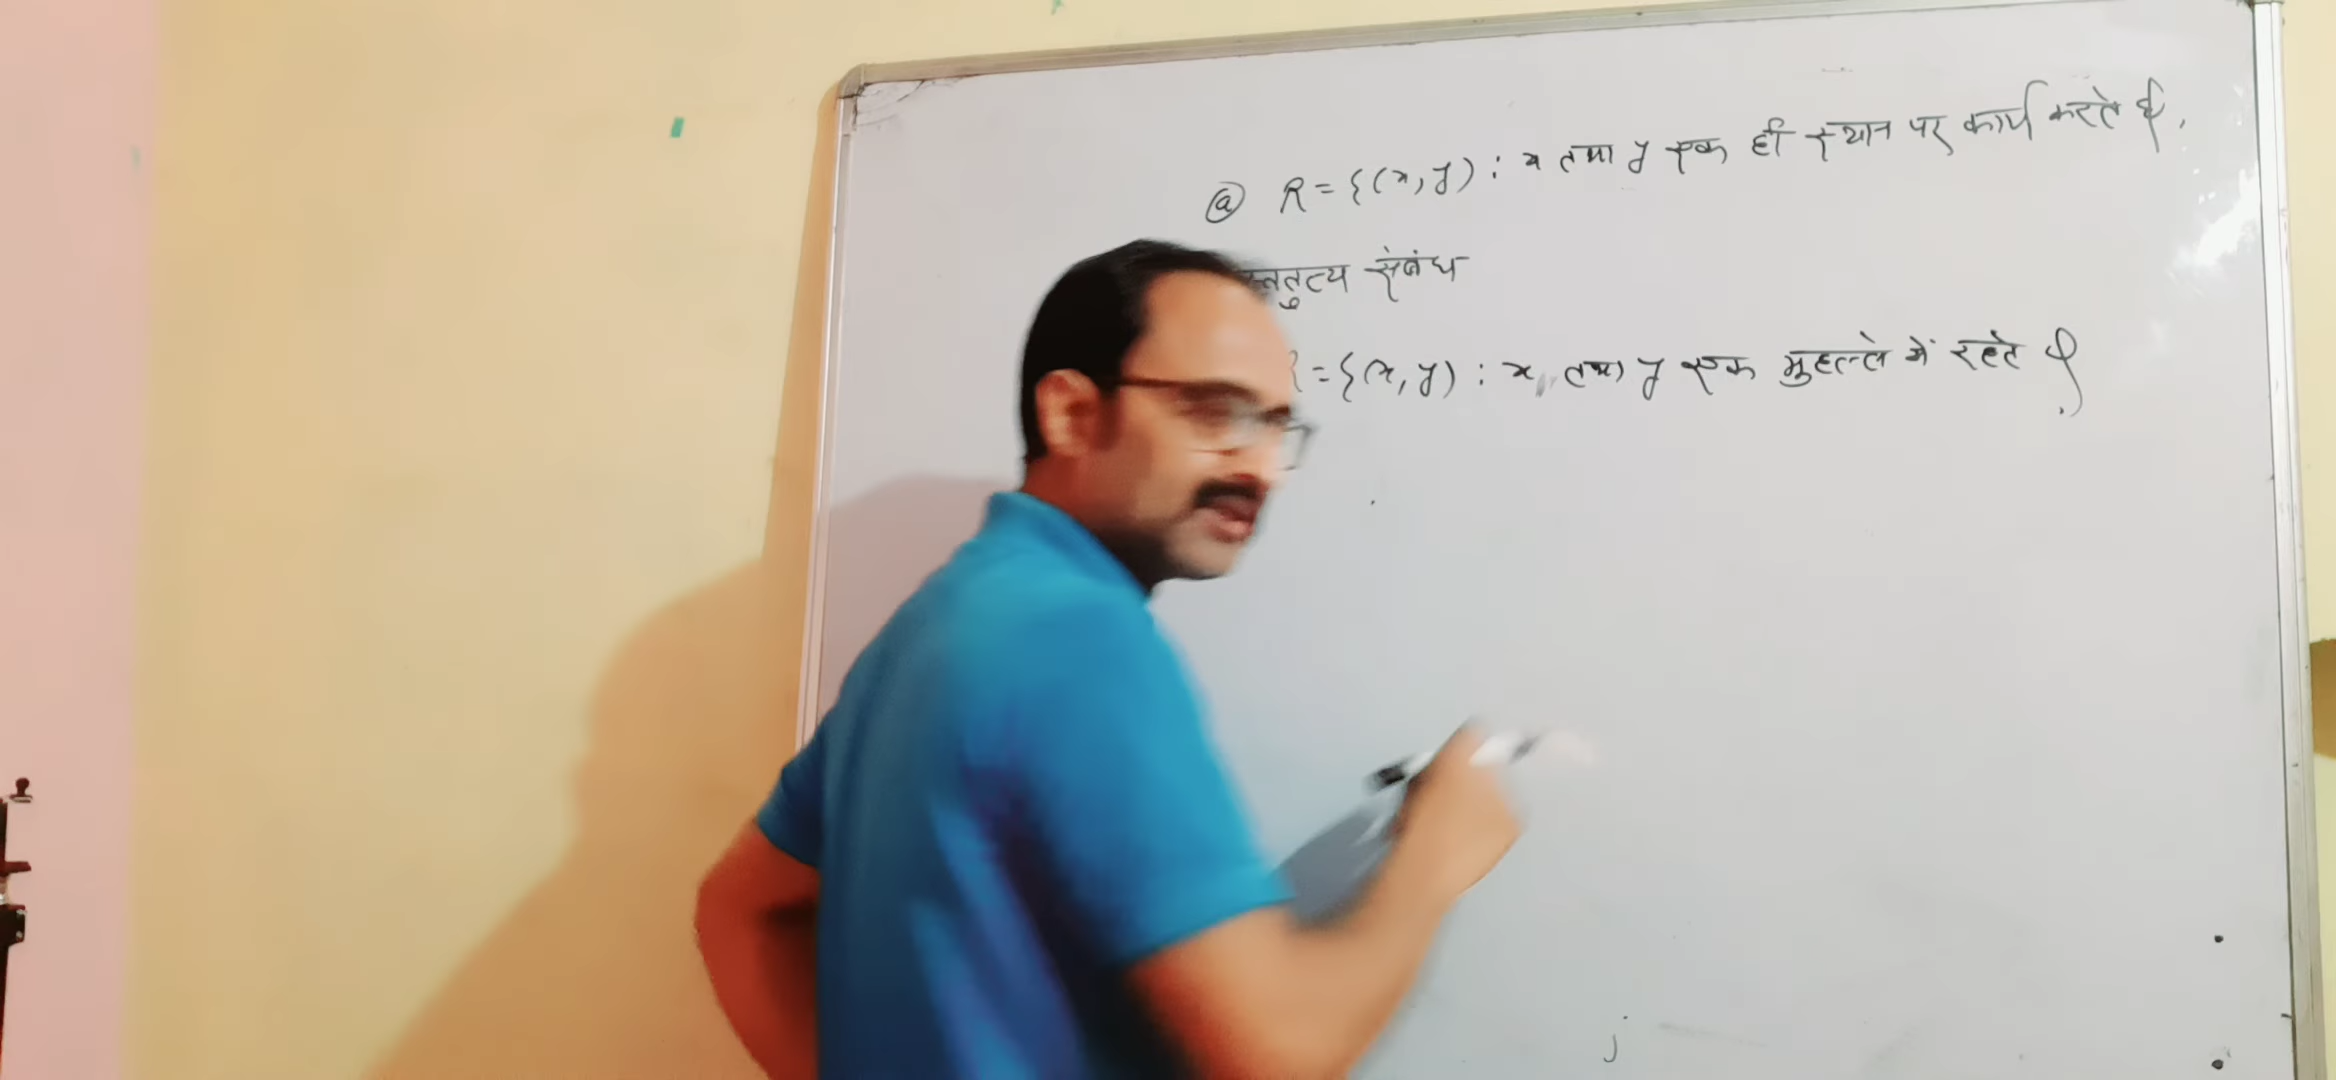 (a) R = {(x, y) : x तथा y एक ही स्थान पर कार्य करते हैं,
संबंध
= {(x, y) : x, तथा y एक मुहल्ले में रहते हैं